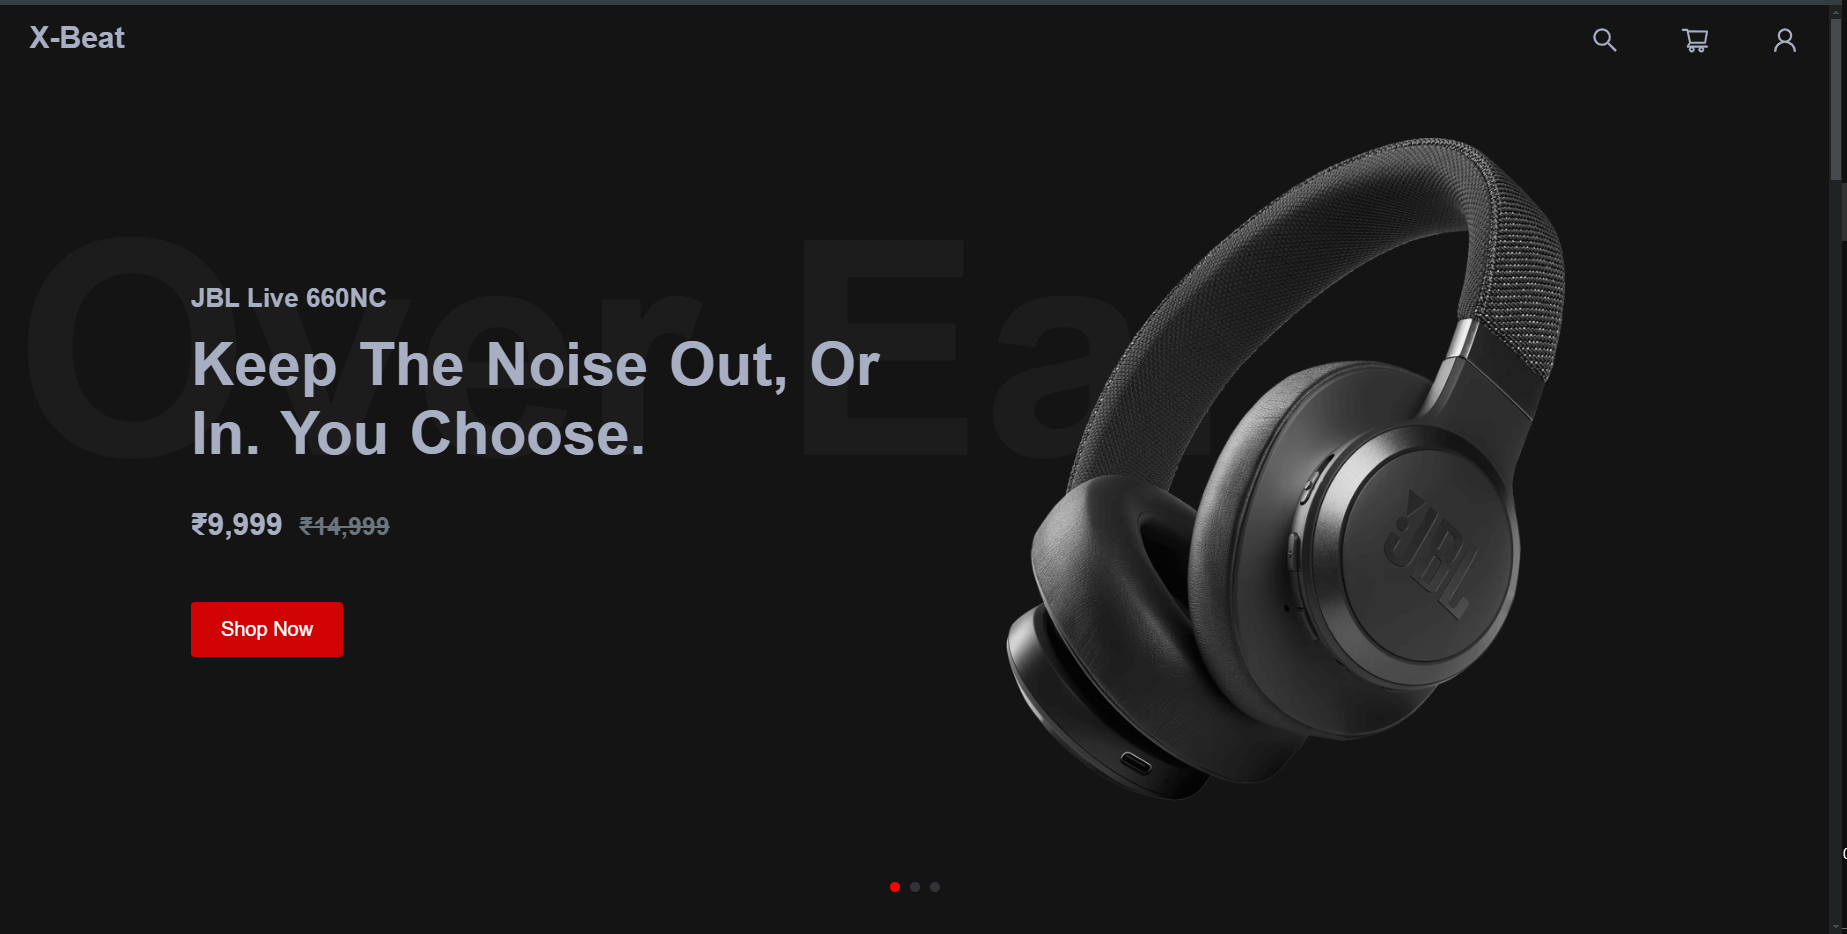 X-Beat
Over Ear
JBL Live 660NC
Keep The Noise Out, Or
In. You Choose.
₹9,999 ₹14,999
Shop Now
JBL